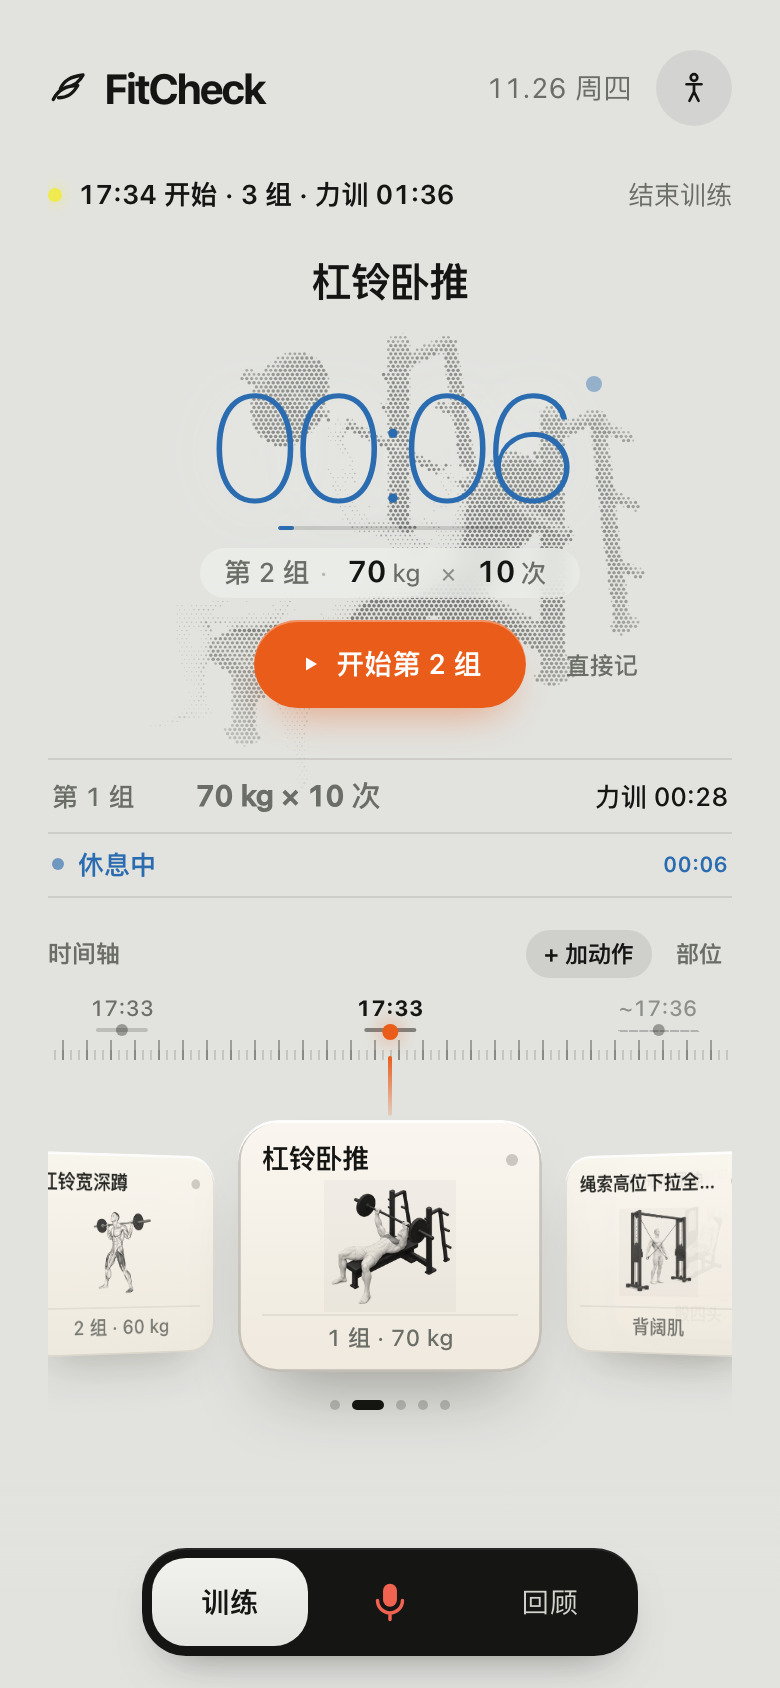 FitCheck
11.26 周四
17:34 开始 · 3 组 · 力训 01:36
结束训练
杠铃卧推
00:06
第 2 组 · 70 kg × 10 次
开始第 2 组
直接记
第 1 组 70 kg × 10 次 力训 00:28
休息中 00:06
时间轴
+ 加动作
部位
17:33 17:33 ~17:36
杠铃宽深蹲
2 组 · 60 kg
杠铃卧推
1 组 · 70 kg
绳索高位下拉全...
背阔肌
训练
回顾